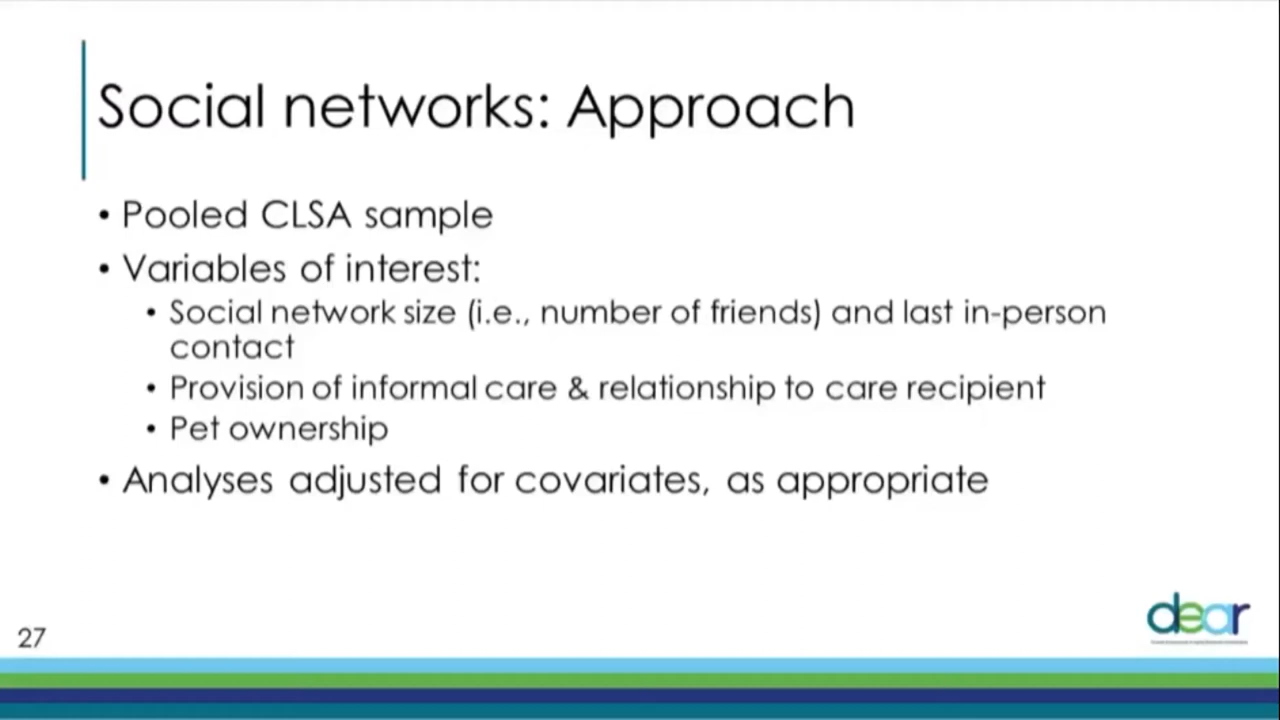 Social networks: Approach
• Pooled CLSA sample
• Variables of interest:
• Social network size (i.e., number of friends) and last in-person
contact
• Provision of informal care & relationship to care recipient
• Pet ownership
• Analyses adjusted for covariates, as appropriate
dear
27